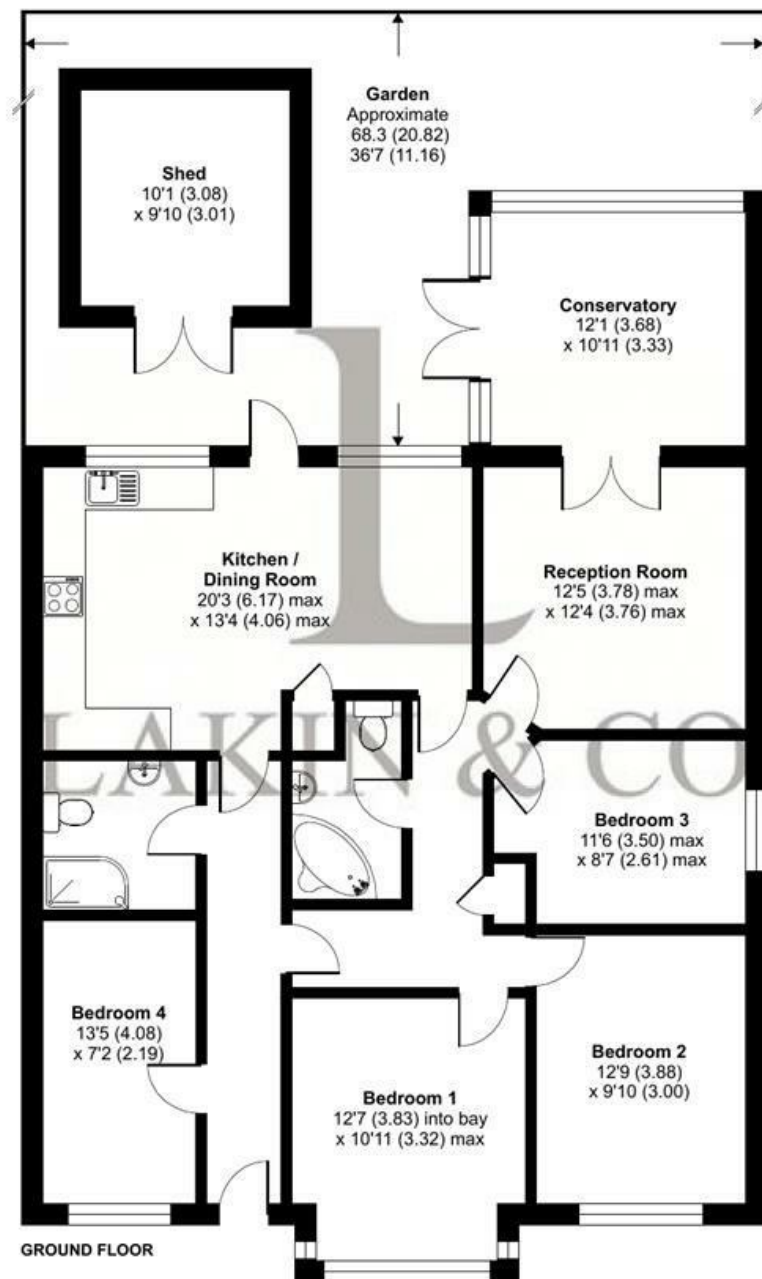 Garden
Approximate
68.3 (20.82)
36'7 (11.16)
Shed
10'1 (3.08)
x 9'10 (3.01)
Conservatory
12'1 (3.68)
x 10'11 (3.33)
Kitchen /
Dining Room
20'3 (6.17) max
x 13'4 (4.06) max
Reception Room
12'5 (3.78) max
x 12'4 (3.76) max
L
LAKIN & CO
Bedroom 3
11'6 (3.50) max
x 8'7 (2.61) max
Bedroom 4
13'5 (4.08)
x 7'2 (2.19)
Bedroom 1
12'7 (3.83) into bay
x 10'11 (3.32) max
Bedroom 2
12'9 (3.88)
x 9'10 (3.00)
GROUND FLOOR